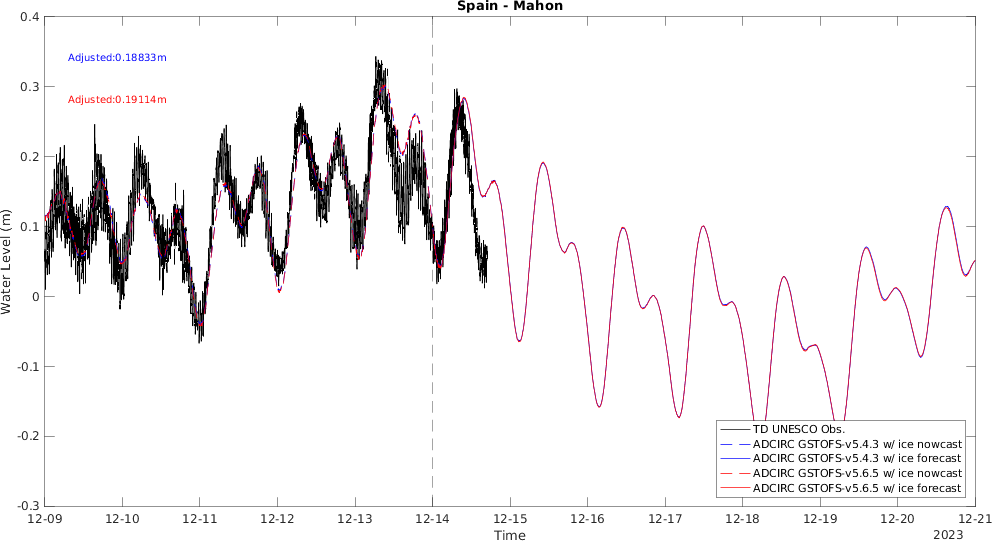 Spain - Mahon
0.4
0.3
0.2
0.1
0
-0.1
-0.2
-0.3
Water Level (m)
Adjusted:0.18833m
Adjusted:0.19114m
TD UNESCO Obs.
ADCIRC GSTOFS-v5.4.3 w/ ice nowcast
ADCIRC GSTOFS-v5.4.3 w/ ice forecast
ADCIRC GSTOFS-v5.6.5 w/ ice nowcast
ADCIRC GSTOFS-v5.6.5 w/ ice forecast
12-09 12-10 12-11 12-12 12-13 12-14 12-15 12-16 12-17 12-18 12-19 12-20 12-21
Time
2023